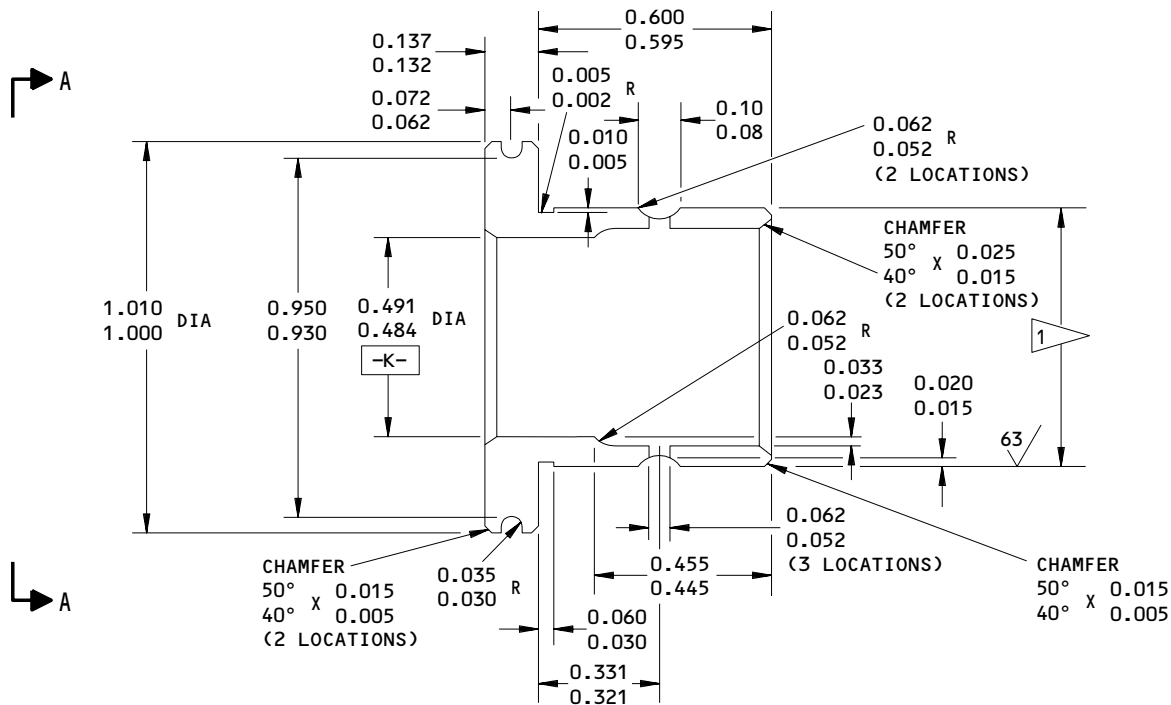 0.600
0.595
0.137
0.132
A
0.005
0.002 R
0.072
0.062
0.10
0.08
0.010
0.005
0.062
0.052 R
(2 LOCATIONS)
CHAMFER
50°
40° X 0.025
0.015
(2 LOCATIONS)
1.010
1.000 DIA
0.950
0.930
0.491
0.484 DIA
-K-
0.062
0.052 R
1
0.033
0.023
0.020
0.015
63
0.062
0.052
(3 LOCATIONS)
0.455
0.445
CHAMFER
50°
40° X 0.015
0.005
(2 LOCATIONS)
0.035
0.030 R
CHAMFER
50°
40° X 0.015
0.005
A
0.060
0.030
0.331
0.321